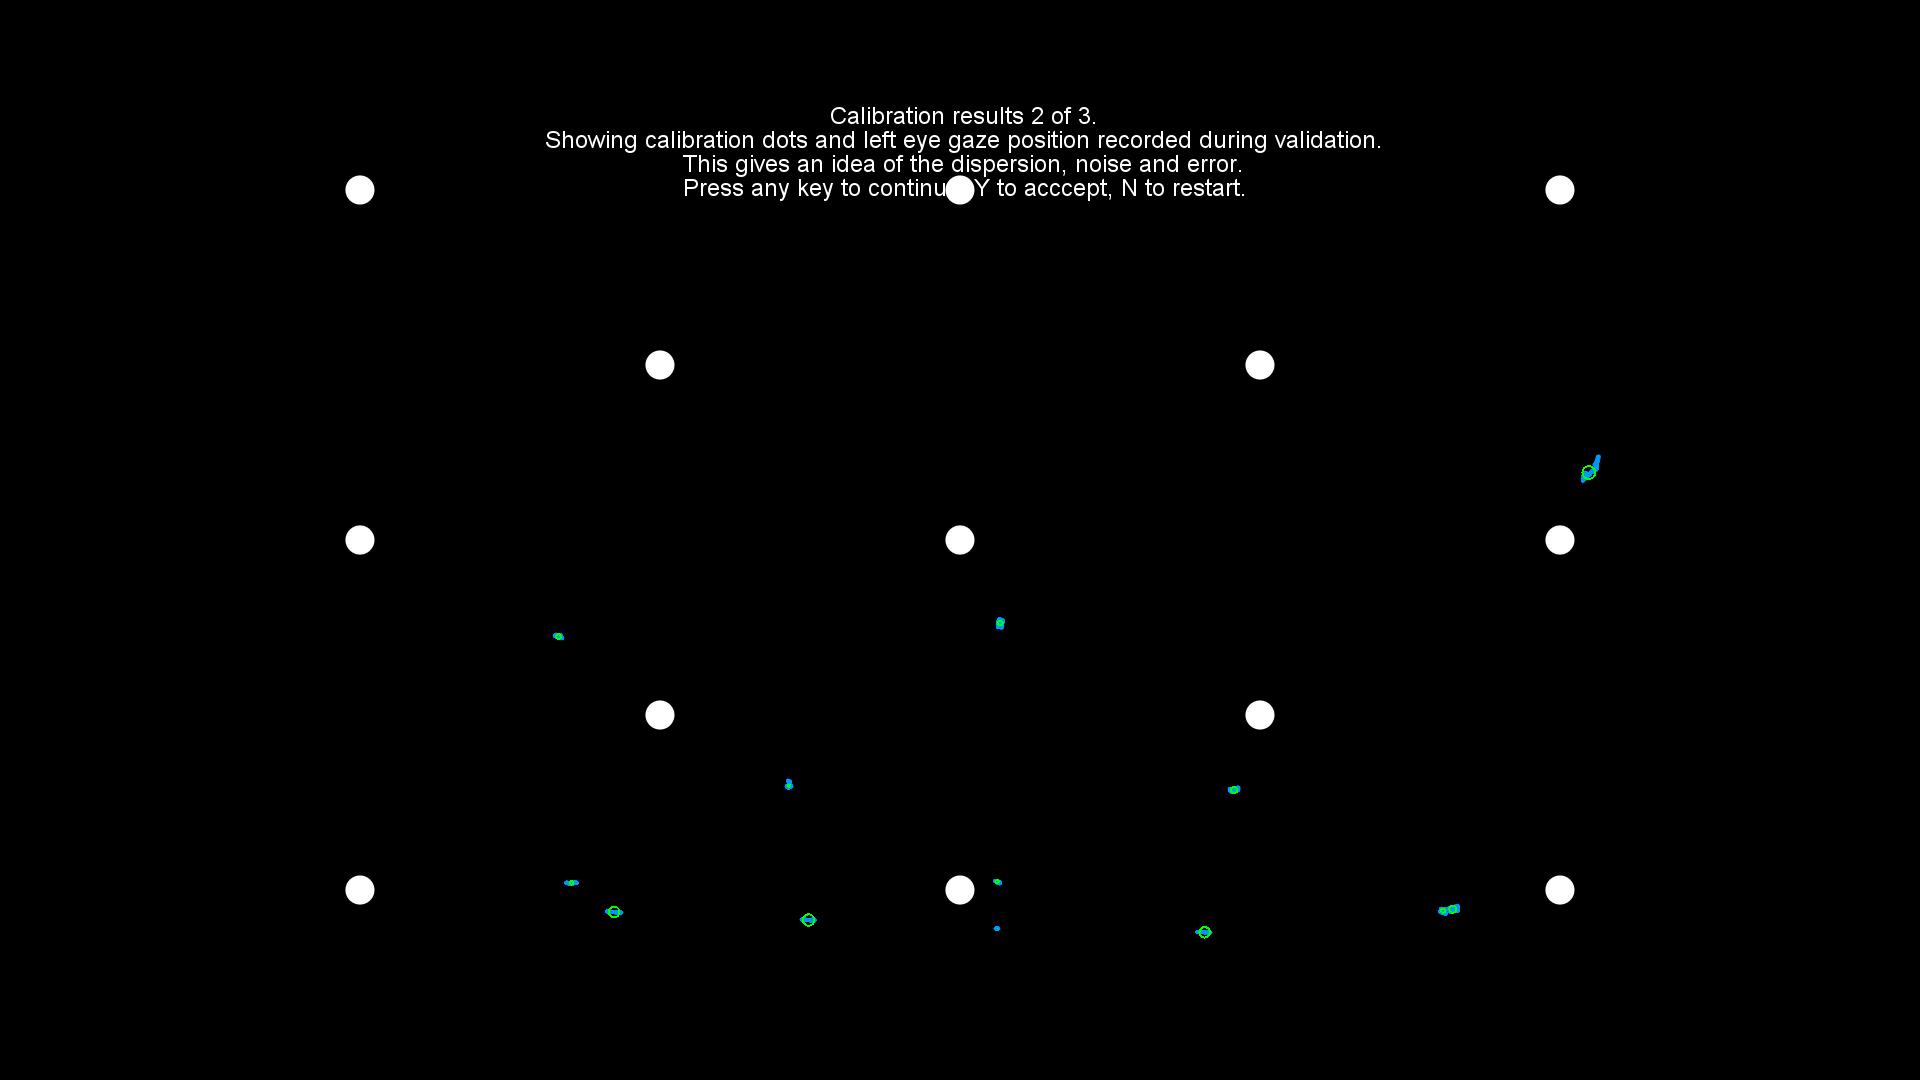 Calibration results 2 of 3.
Showing calibration dots and left eye gaze position recorded during validation.
This gives an idea of the dispersion, noise and error.
Press any key to continu Y to acccept, N to restart.